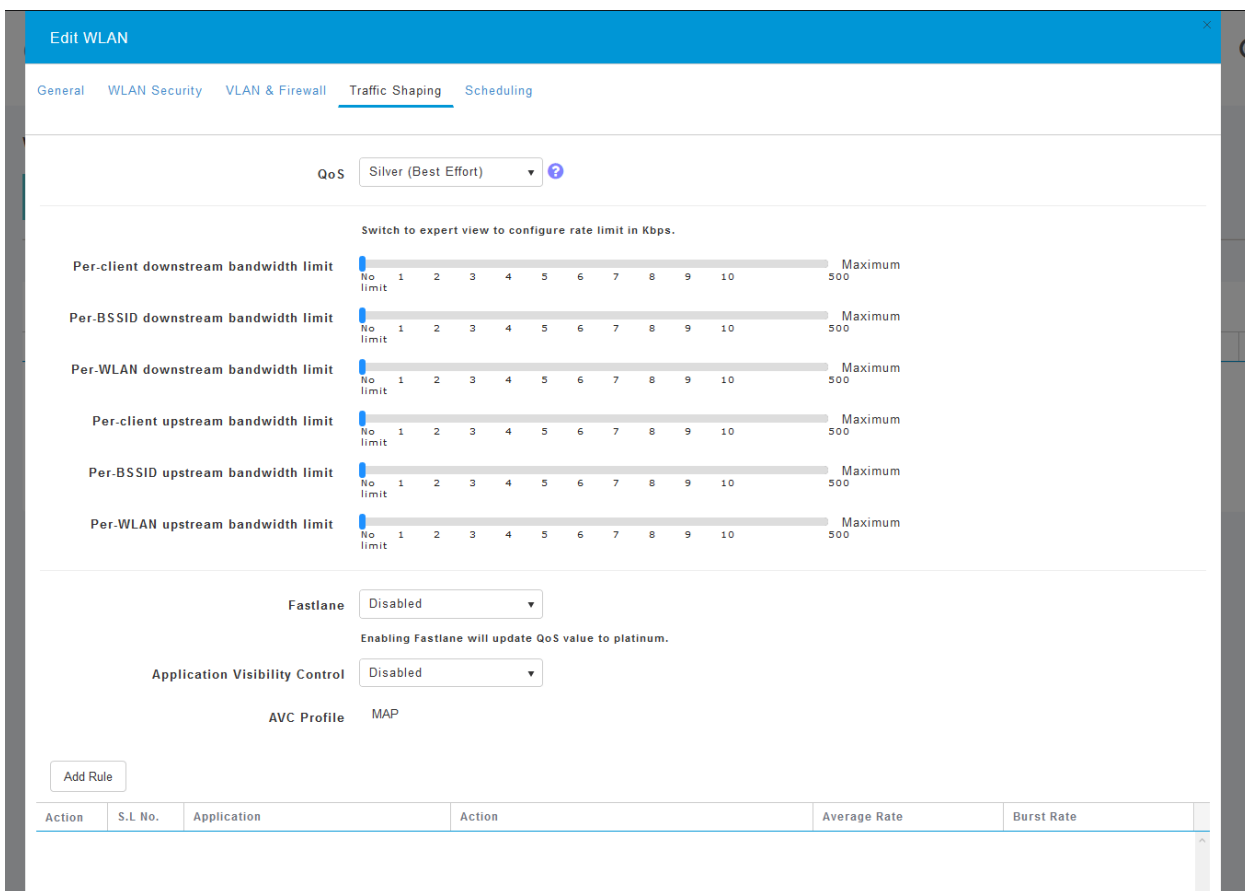 Edit WLAN
General WLAN Security VLAN & Firewall Traffic Shaping Scheduling
QoS Silver (Best Effort)
Switch to expert view to configure rate limit in Kbps.
Per-client downstream bandwidth limit Maximum
No limit 1 2 3 4 5 6 7 8 9 10 500
Per-BSSID downstream bandwidth limit Maximum
No limit 1 2 3 4 5 6 7 8 9 10 500
Per-WLAN downstream bandwidth limit Maximum
No limit 1 2 3 4 5 6 7 8 9 10 500
Per-client upstream bandwidth limit Maximum
No limit 1 2 3 4 5 6 7 8 9 10 500
Per-BSSID upstream bandwidth limit Maximum
No limit 1 2 3 4 5 6 7 8 9 10 500
Per-WLAN upstream bandwidth limit Maximum
No limit 1 2 3 4 5 6 7 8 9 10 500
Fastlane Disabled
Enabling Fastlane will update QoS value to platinum.
Application Visibility Control Disabled
AVC Profile MAP
Add Rule
Action S.L No. Application Action Average Rate Burst Rate